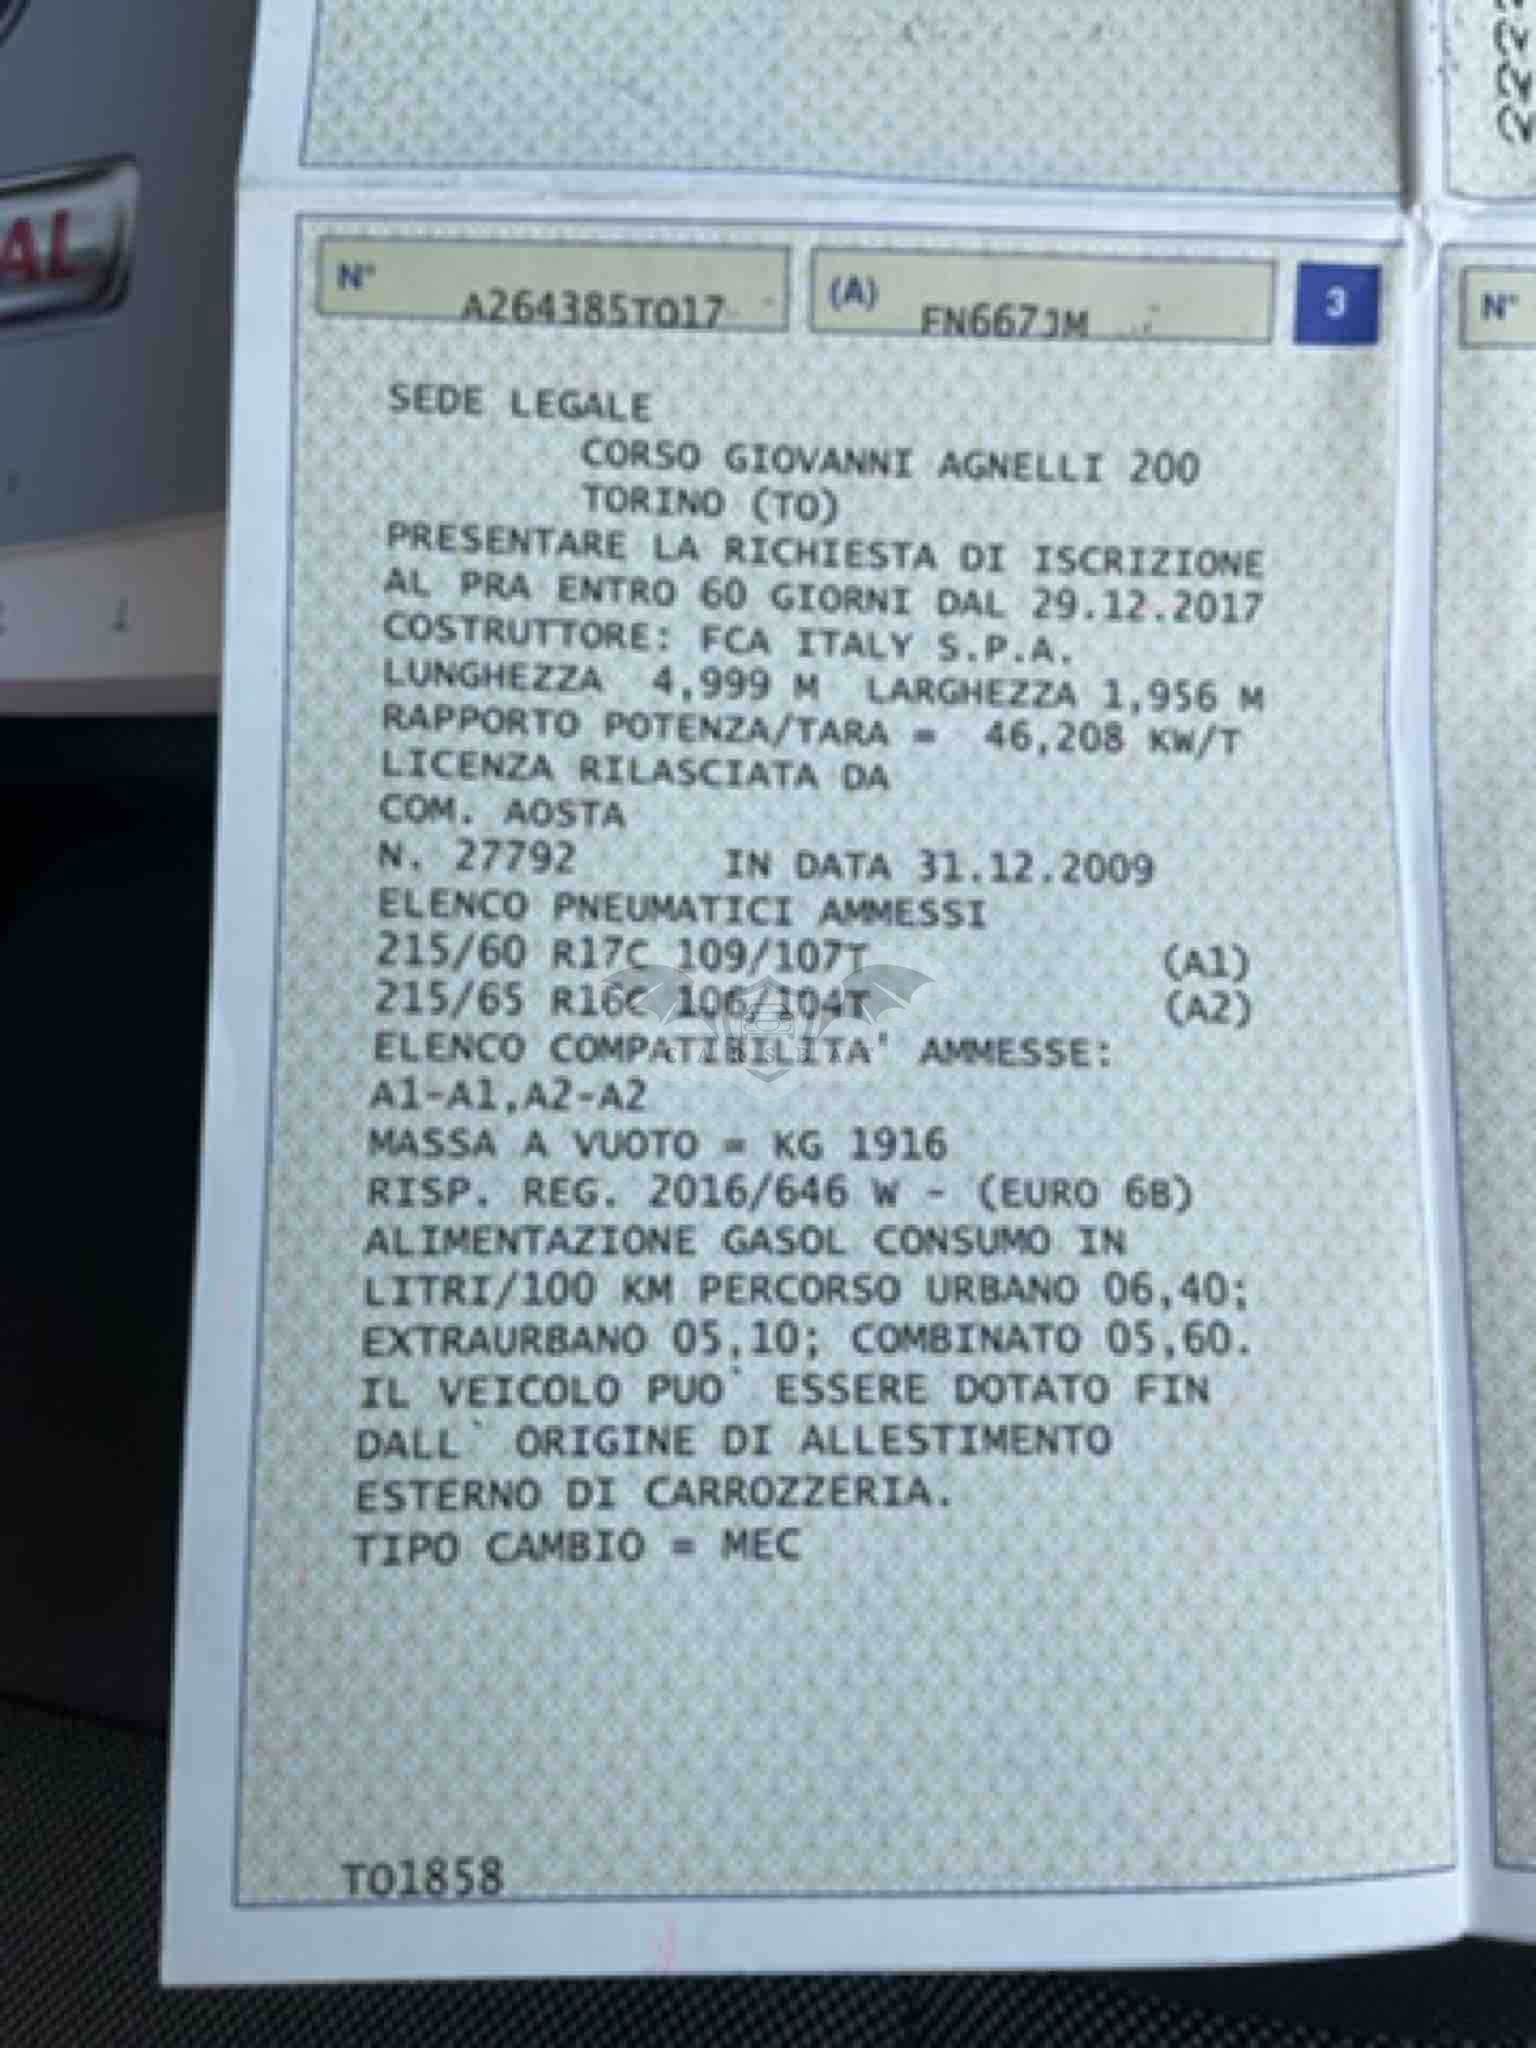 2222
AL
N°
A264385TO17
(A)
FN667JM
3
N°
SEDE LEGALE
CORSO GIOVANNI AGNELLI 200
TORINO (TO)
PRESENTARE LA RICHIESTA DI ISCRIZIONE
AL PRA ENTRO 60 GIORNI DAL 29.12.2017
COSTRUTTORE: FCA ITALY S.P.A.
LUNGHEZZA 4,999 M LARGHEZZA 1,956 M
RAPPORTO POTENZA/TARA = 46,208 KW/T
LICENZA RILASCIATA DA
COM. AOSTA
N. 27792 IN DATA 31.12.2009
ELENCO PNEUMATICI AMMESSI
215/60 R17C 109/107T (A1)
215/65 R16C 106/104T (A2)
ELENCO COMPATIBILITA' AMMESSE:
A1-A1,A2-A2
MASSA A VUOTO = KG 1916
RISP. REG. 2016/646 W - (EURO 6B)
ALIMENTAZIONE GASOL CONSUMO IN
LITRI/100 KM PERCORSO URBANO 06,40;
EXTRAURBANO 05,10; COMBINATO 05,60.
IL VEICOLO PUO` ESSERE DOTATO FIN
DALL` ORIGINE DI ALLESTIMENTO
ESTERNO DI CARROZZERIA.
TIPO CAMBIO = MEC
TO1858